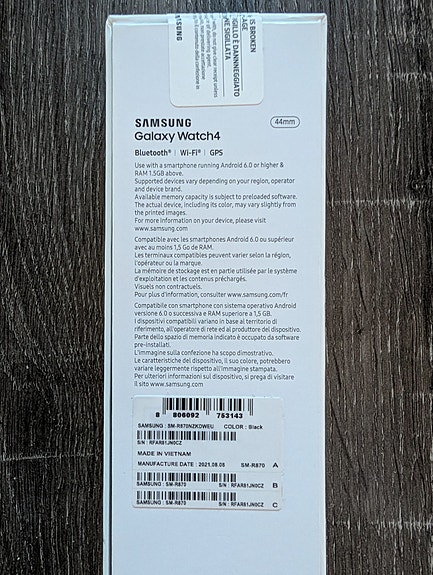 IS BROKEN
AGE
IGILLO È DANNNEGGIATO
ONE SIGILLATA
SAMSUNG
44mm
Galaxy Watch4
Bluetooth® | Wi-Fi® | GPS
Use with a smartphone running Android 6.0 or higher &
RAM 1.5GB above.
Supported devices vary depending on your region, operator
and device brand.
Available memory capacity is subject to preloaded software.
The actual device, including its color, may vary slightly from
the printed images.
For more information on your device, please visit
www.samsung.com
Compatible avec les smartphones Android 6.0 ou supérieur
avec au moins 1,5 Go de RAM.
Les terminaux compatibles peuvent varier selon la région,
l'opérateur ou la marque.
La mémoire de stockage est en partie utilisée par le système
d'exploitation et les contenus préchargés.
Visuels non contractuels.
Pour plus d'information, consulter www.samsung.com/fr
Compatibile con smartphone con sistema operativo Android
versione 6.0 o successiva e RAM superiore a 1,5 GB.
I dispositivi compatibili variano in base al territorio di
riferimento, all'operatore di rete ed al produttore del dispositivo.
Parte dello spazio di memoria indicato è occupato da software
pre-installati.
L'immagine sulla confezione ha scopo dimostrativo.
Le caratteristiche del dispositivo, il suo colore, potrebbero
variare leggermente rispetto all'immagine stampata.
Per ulteriori informazioni sul dispositivo, si prega di visitare
il sito www.samsung.com
8 806092 753143
SAMSUNG : SM-R870NZKDWEU COLOR : Black
S/N : RFAR81JN0CZ
MADE IN VIETNAM
MANUFACTURE DATE : 2021.08.08 SM-R870 A
SAMSUNG : SM-R870 S/N : RFAR81JN0CZ B
SAMSUNG : SM-R870 S/N : RFAR81JN0CZ C